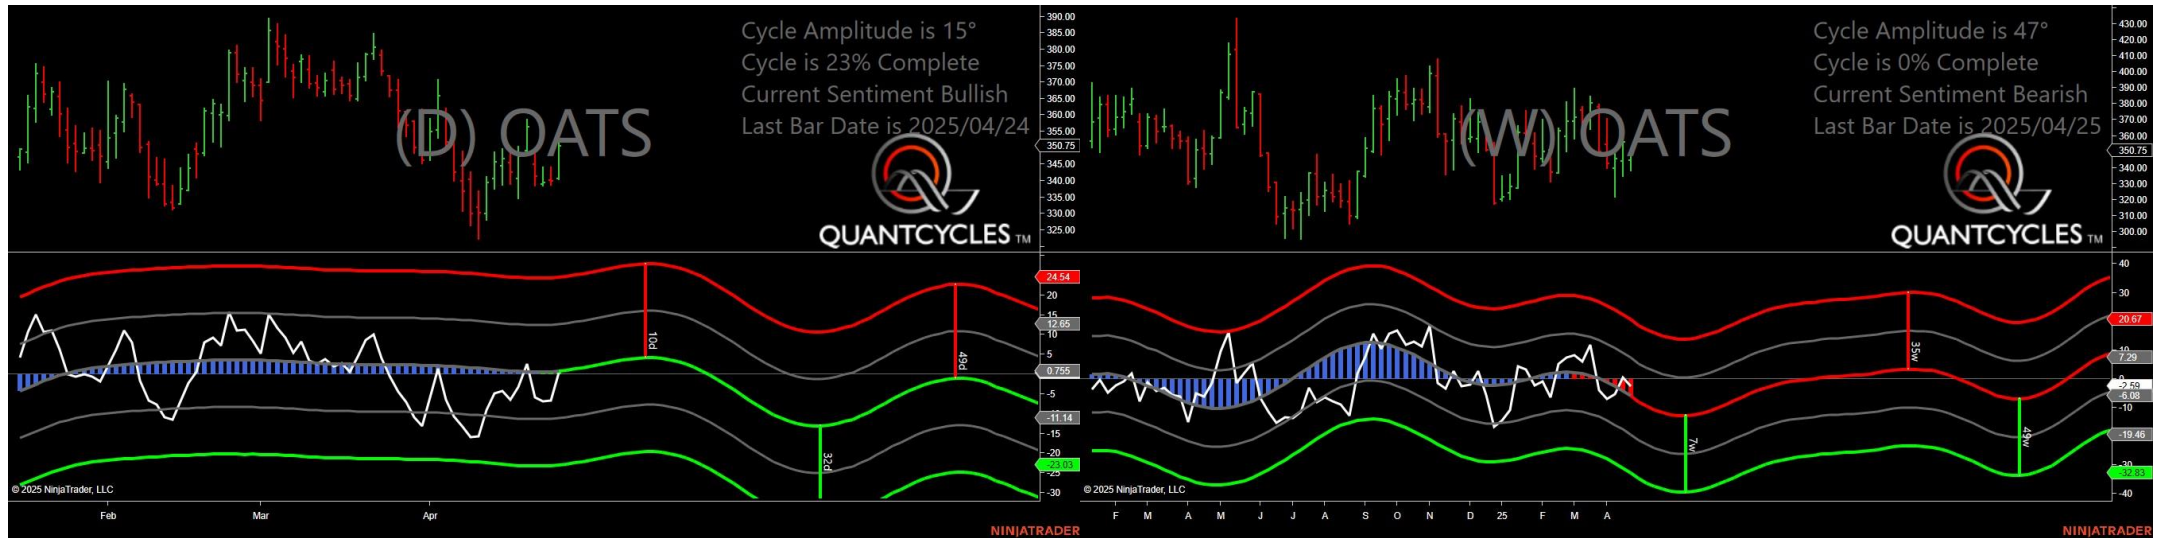 Cycle Amplitude is 15°
Cycle is 23% Complete
Current Sentiment Bullish
Last Bar Date is 2025/04/24
(D) OATS
QUANTCYCLES TM
390.00
385.00
380.00
375.00
370.00
365.00
360.00
355.00
350.75
345.00
340.00
335.00
330.00
325.00
24.54
20
15
12.65
10
5
0.755
-5
-11.14
-15
-20
-23.03
-25
-30
10d
32d
49d
© 2025 NinjaTrader, LLC
Feb
Mar
Apr
NINJATRADER
Cycle Amplitude is 47°
Cycle is 0% Complete
Current Sentiment Bearish
Last Bar Date is 2025/04/25
(W) OATS
QUANTCYCLES TM
430.00
420.00
410.00
400.00
390.00
380.00
370.00
360.00
350.75
340.00
330.00
320.00
310.00
300.00
40
30
20.67
10
7.29
0
-2.59
-6.08
-10
-19.46
-30
-32.83
-40
35w
7w
49w
© 2025 NinjaTrader, LLC
F
M
A
M
J
J
A
S
O
N
D
25
F
M
A
NINJATRADER